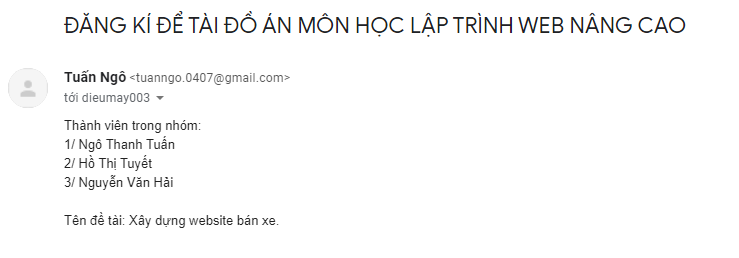 ĐĂNG KÍ ĐỂ TÀI ĐỒ ÁN MÔN HỌC LẬP TRÌNH WEB NÂNG CAO
Tuấn Ngô <tuanngo.0407@gmail.com>
tới dieumay003
Thành viên trong nhóm:
1/ Ngô Thanh Tuấn
2/ Hồ Thị Tuyết
3/ Nguyễn Văn Hải
Tên đề tài: Xây dựng website bán xe.